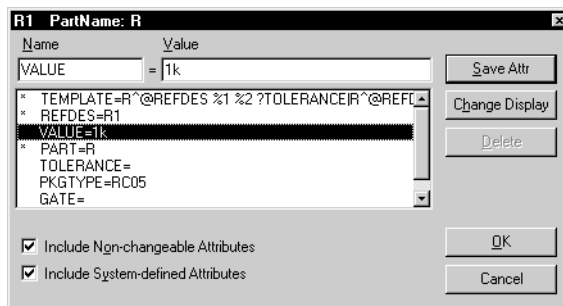 R1 PartName: R
Name Value
VALUE = 1k
Save Attr
* TEMPLATE=R^@REFDES %1 %2 ?TOLERANCE|R^@REFD
Change Display
* REFDES=R1
VALUE=1k
Delete
* PART=R
TOLERANCE=
PKGTYPE=RC05
GATE=
Include Non-changeable Attributes
OK
Include System-defined Attributes
Cancel